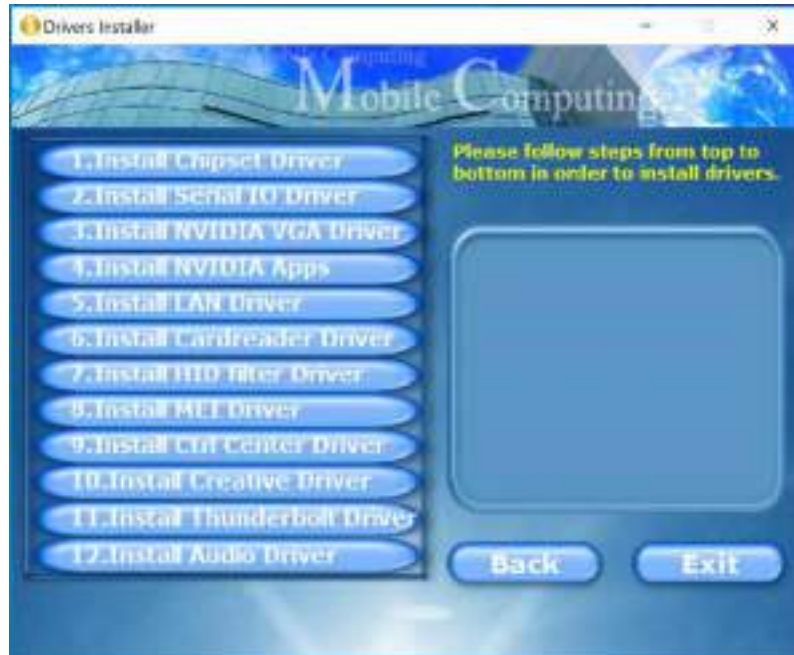 Drivers Installer
Mobile Computing
Mobile Computing
Please follow steps from top to
bottom in order to install drivers.
1.Install Chipset Driver
2.Install Serial IO Driver
3.Install NVIDIA VGA Driver
4.Install NVIDIA Apps
5.Install LAN Driver
6.Install Cardreader Driver
7.Install HID filter Driver
8.Install MEI Driver
9.Install Ctrl Center Driver
10.Install Creative Driver
11.Install Thunderbolt Driver
12.Install Audio Driver
Back
Exit